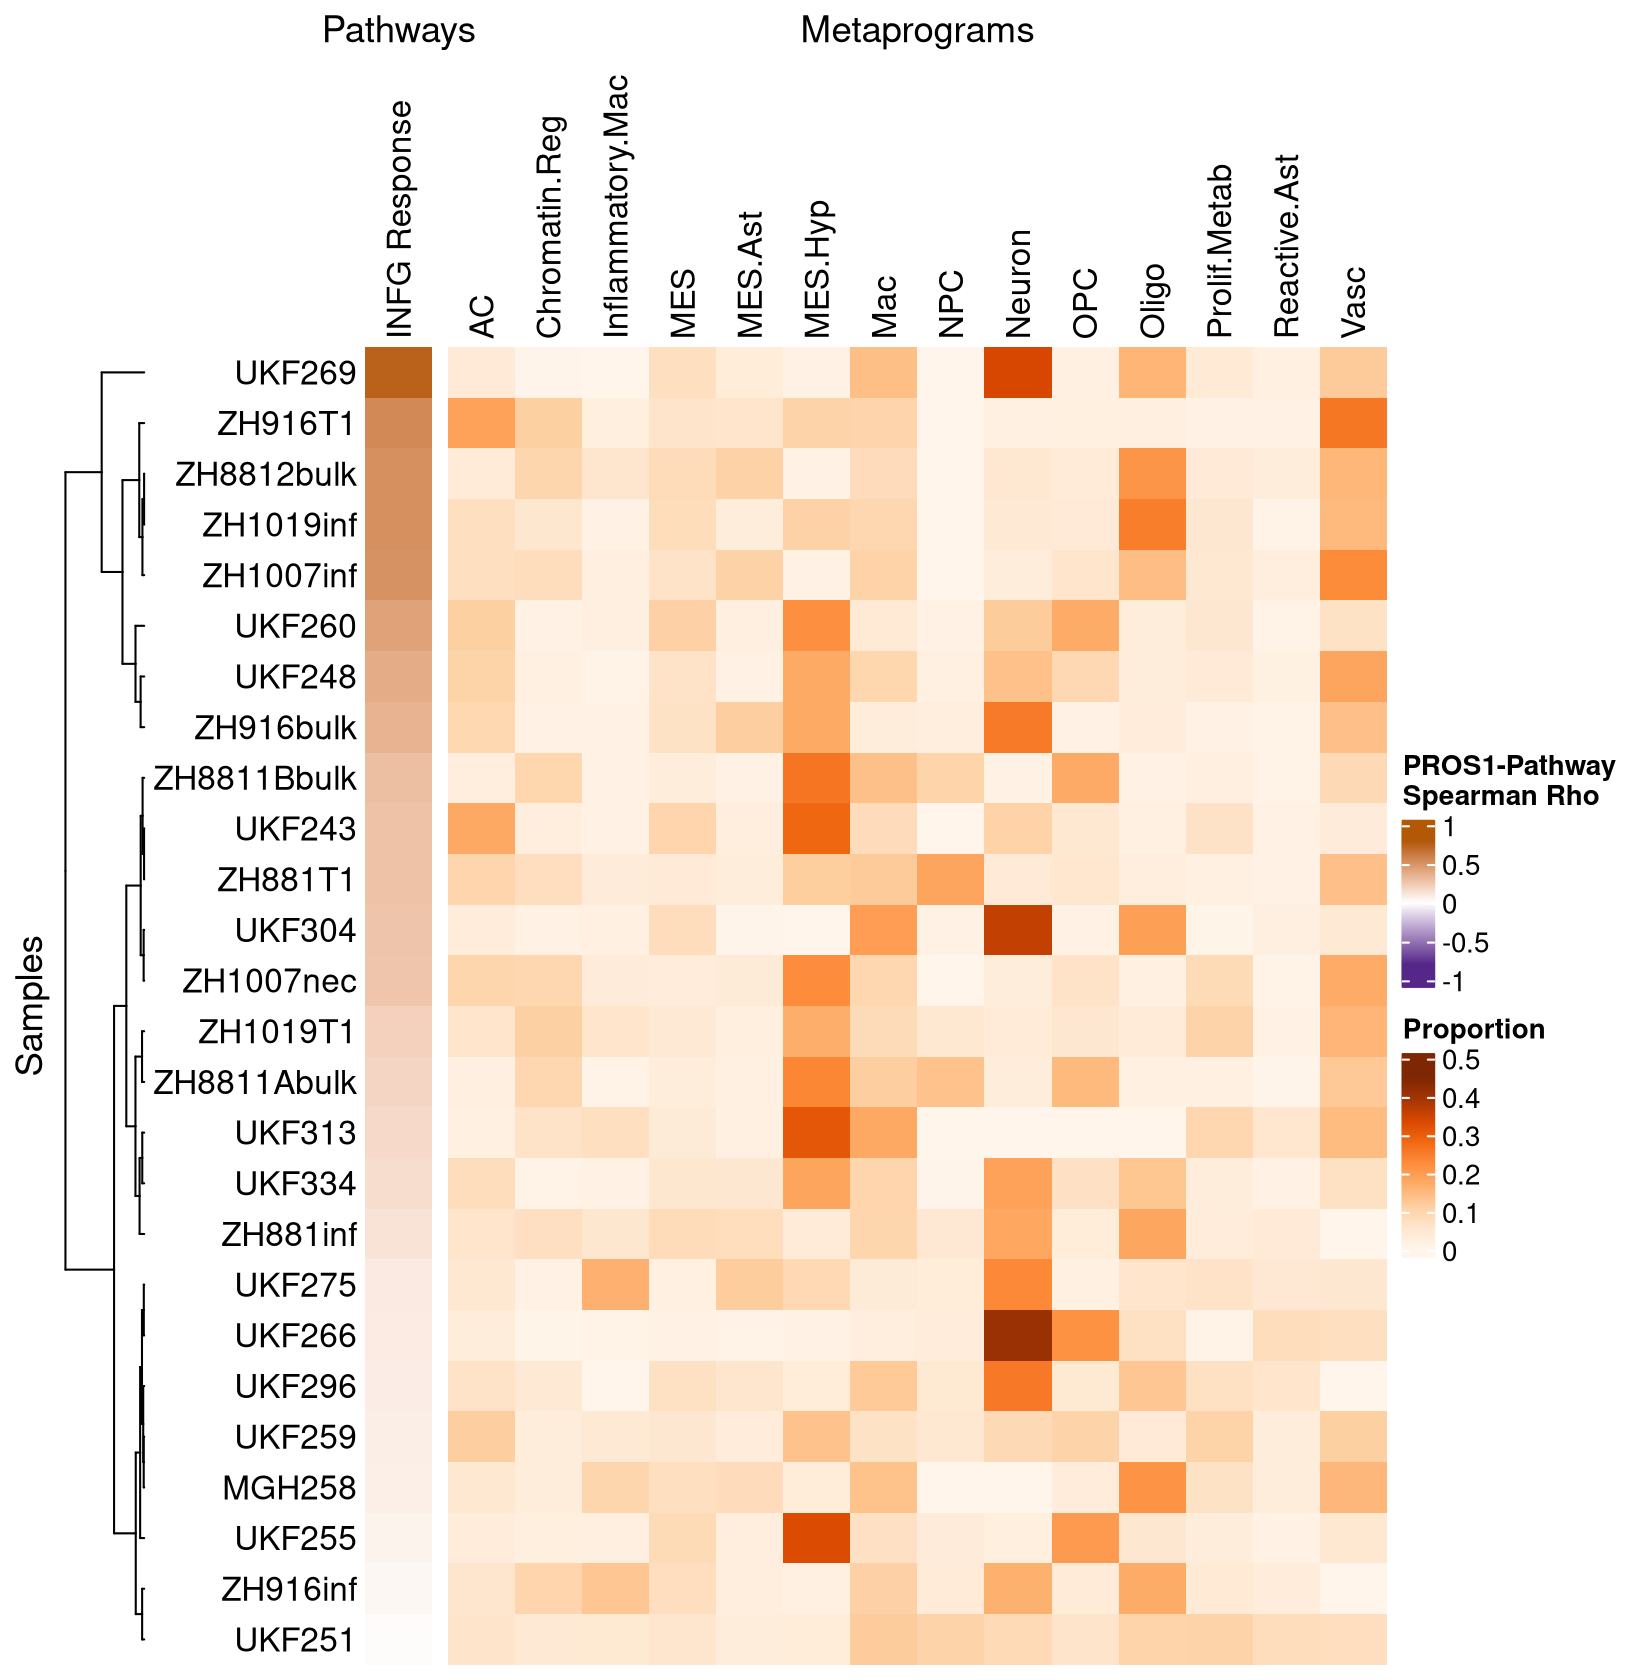 Pathways
Metaprograms
INFG Response
AC
Chromatin.Reg
Inflammatory.Mac
MES
MES.Ast
MES.Hyp
Mac
NPC
Neuron
OPC
Oligo
Prolif.Metab
Reactive.Ast
Vasc
Samples
UKF269
ZH916T1
ZH8812bulk
ZH1019inf
ZH1007inf
UKF260
UKF248
ZH916bulk
ZH8811Bbulk
UKF243
ZH881T1
UKF304
ZH1007nec
ZH1019T1
ZH8811Abulk
UKF313
UKF334
ZH881inf
UKF275
UKF266
UKF296
UKF259
MGH258
UKF255
ZH916inf
UKF251
PROS1-Pathway
Spearman Rho
1
0.5
0
-0.5
-1
Proportion
0.5
0.4
0.3
0.2
0.1
0